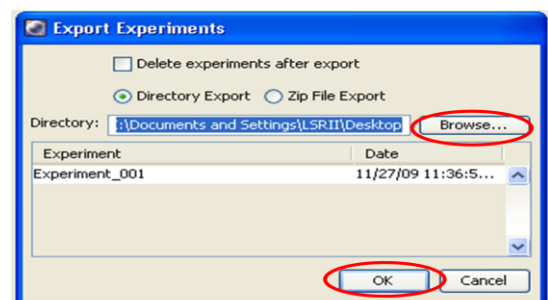 Export Experiments
Delete experiments after export
Directory Export Zip File Export
Directory: :\Documents and Settings\LSRII\Desktop Browse...
Experiment Date
Experiment_001 11/27/09 11:36:5...
OK Cancel